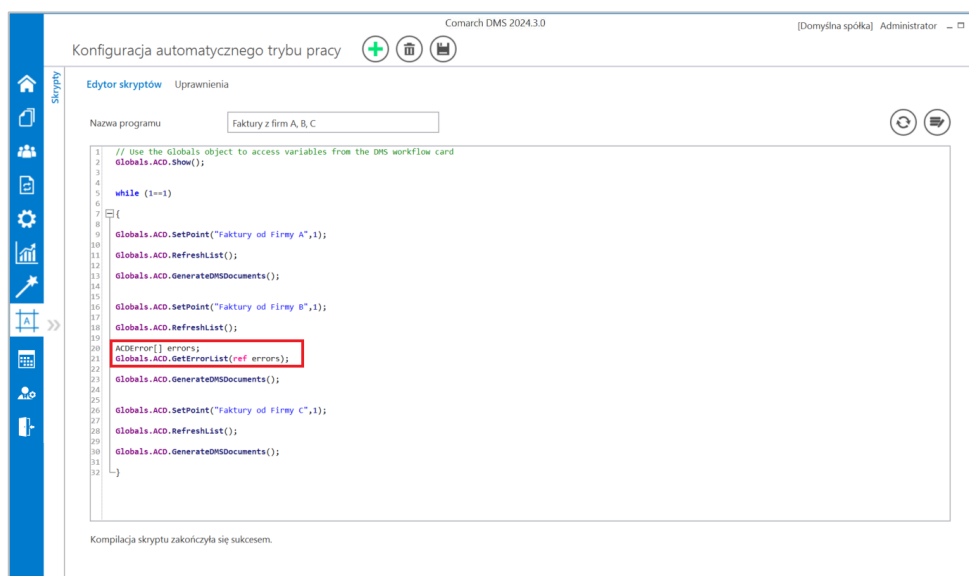 Comarch DMS 2024.3.0
[Domyślna spółka] Administrator
Konfiguracja automatycznego trybu pracy
Skrypty
Edytor skryptów Uprawnienia
Nazwa programu Faktury z firm A, B, C
1 // Use the Globals object to access variables from the DMS workflow card
2 Globals.ACD.Show();
3
4
5 while (1==1)
6
7 {
8
9 Globals.ACD.SetPoint("Faktury od Firmy A",1);
10
11 Globals.ACD.RefreshList();
12
13 Globals.ACD.GenerateDMSDocuments();
14
15
16 Globals.ACD.SetPoint("Faktury od Firmy B",1);
17
18 Globals.ACD.RefreshList();
19
20 ACDError[] errors;
21 Globals.ACD.GetErrorList(ref errors);
22
23 Globals.ACD.GenerateDMSDocuments();
24
25
26 Globals.ACD.SetPoint("Faktury od Firmy C",1);
27
28 Globals.ACD.RefreshList();
29
30 Globals.ACD.GenerateDMSDocuments();
31
32 }
A
Kompilacja skryptu zakończyła się sukcesem.